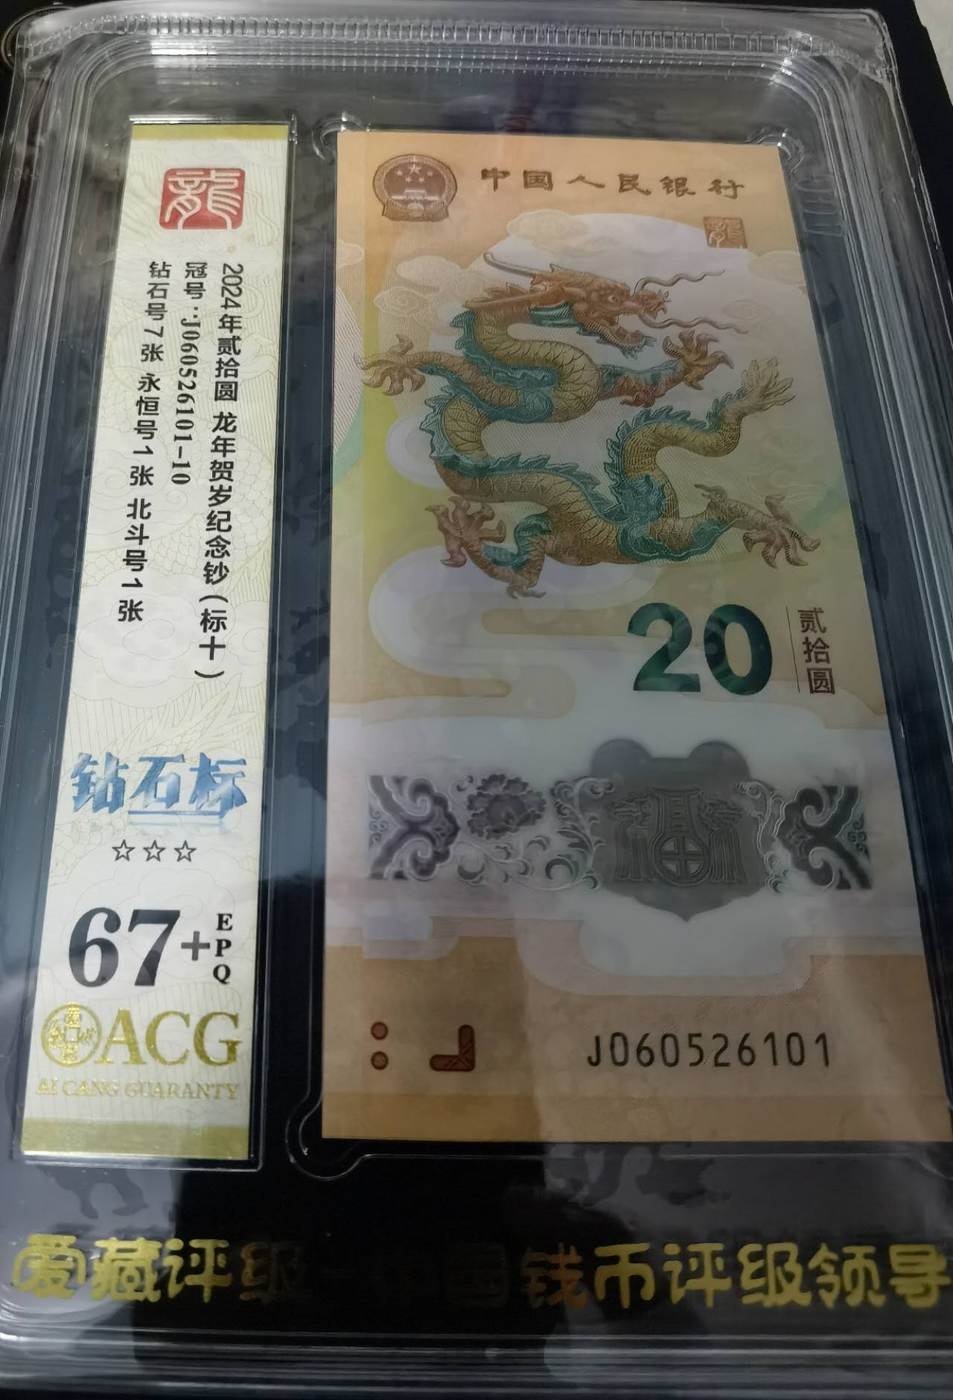 龍
2024年贰拾圆 龙年贺岁纪念钞(标十)
冠号:J060526101-10
钻石号7张 永恒号1张 北斗号1张
钻石标
☆☆☆
67+
EPQ
ACG
AI CANG GUARANTY
中国人民银行
龍
20
贰拾圆
J060526101
爱藏评级-中国钱币评级领导